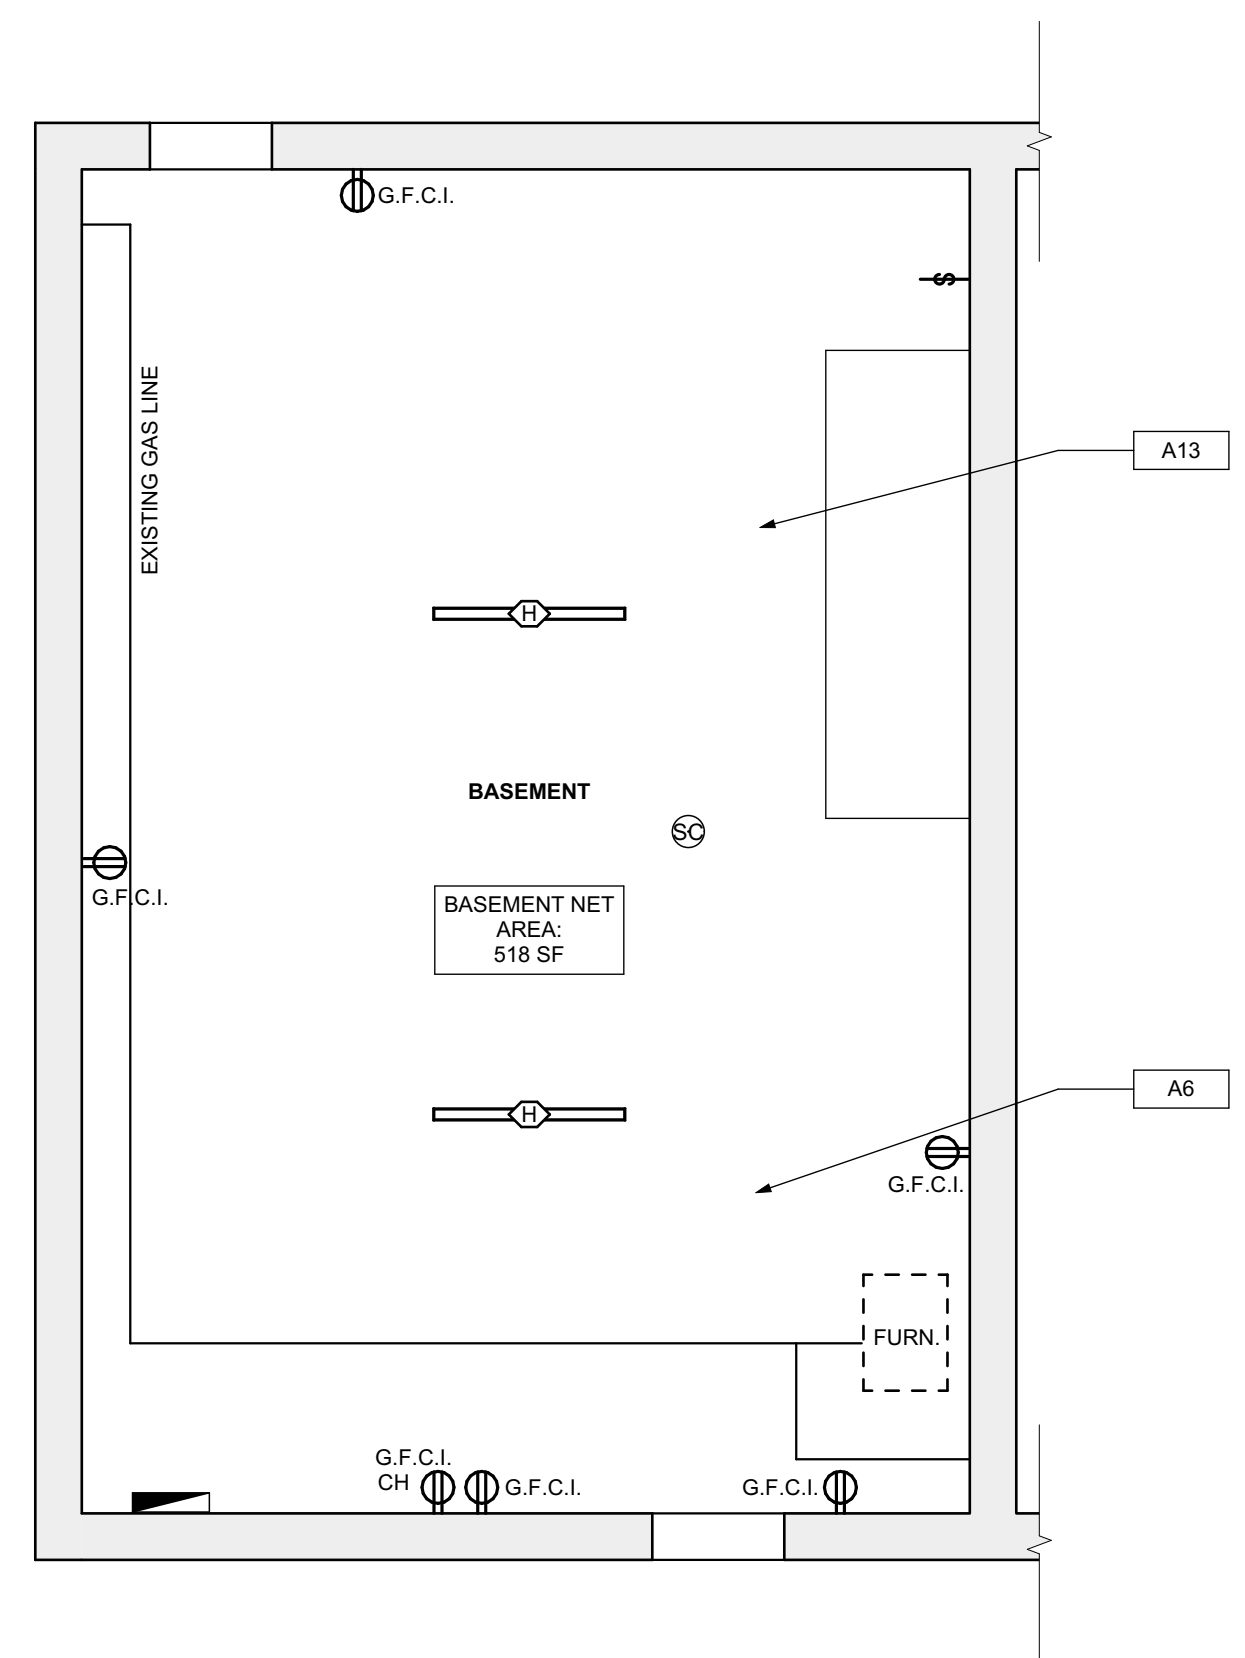 G.F.C.I.
S
EXISTING GAS LINE
A13
H
BASEMENT
SC
G.F.C.I.
BASEMENT NET
AREA:
518 SF
A6
H
G.F.C.I.
FURN.
G.F.C.I.
CH
G.F.C.I.
G.F.C.I.